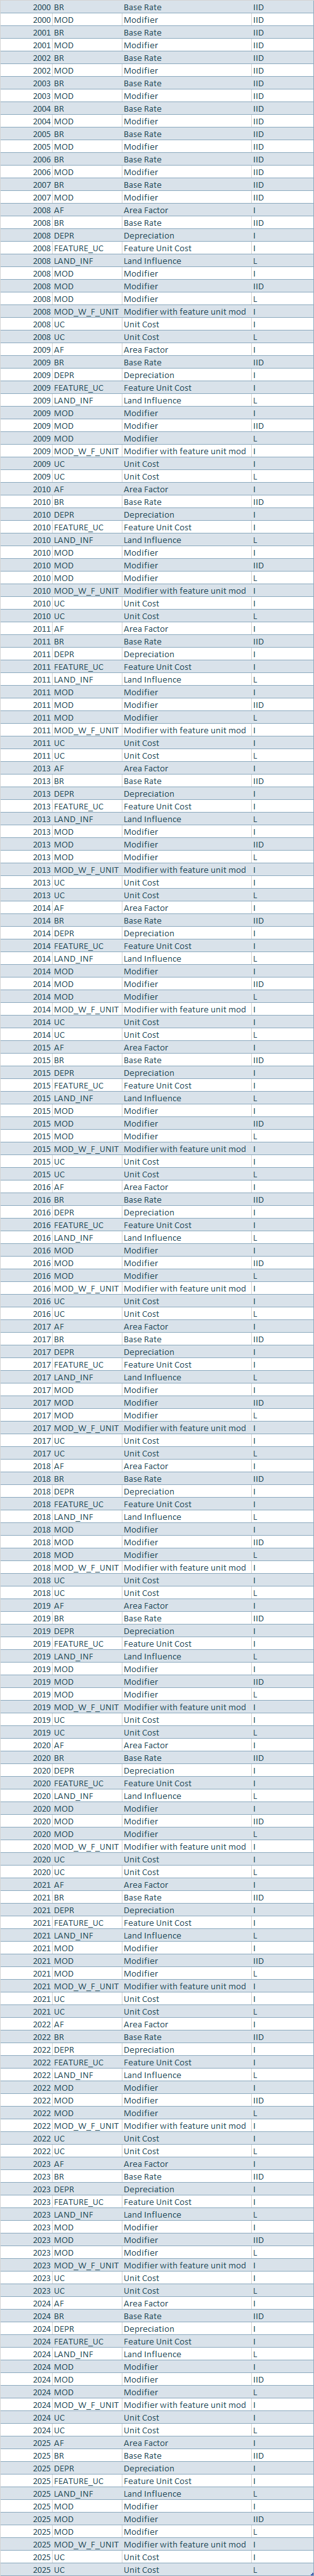 2000 BR Base Rate IID
2000 MOD Modifier IID
2001 BR Base Rate IID
2001 MOD Modifier IID
2002 BR Base Rate IID
2002 MOD Modifier IID
2003 BR Base Rate IID
2003 MOD Modifier IID
2004 BR Base Rate IID
2004 MOD Modifier IID
2005 BR Base Rate IID
2005 MOD Modifier IID
2006 BR Base Rate IID
2006 MOD Modifier IID
2007 BR Base Rate IID
2007 MOD Modifier IID
2008 AF Area Factor I
2008 BR Base Rate IID
2008 DEPR Depreciation I
2008 FEATURE_UC Feature Unit Cost I
2008 LAND_INF Land Influence L
2008 MOD Modifier I
2008 MOD Modifier IID
2008 MOD Modifier L
2008 MOD_W_F_UNIT Modifier with feature unit mod I
2008 UC Unit Cost I
2008 UC Unit Cost L
2009 AF Area Factor I
2009 BR Base Rate IID
2009 DEPR Depreciation I
2009 FEATURE_UC Feature Unit Cost I
2009 LAND_INF Land Influence L
2009 MOD Modifier I
2009 MOD Modifier IID
2009 MOD Modifier L
2009 MOD_W_F_UNIT Modifier with feature unit mod I
2009 UC Unit Cost I
2009 UC Unit Cost L
2010 AF Area Factor I
2010 BR Base Rate IID
2010 DEPR Depreciation I
2010 FEATURE_UC Feature Unit Cost I
2010 LAND_INF Land Influence L
2010 MOD Modifier I
2010 MOD Modifier IID
2010 MOD Modifier L
2010 MOD_W_F_UNIT Modifier with feature unit mod I
2010 UC Unit Cost I
2010 UC Unit Cost L
2011 AF Area Factor I
2011 BR Base Rate IID
2011 DEPR Depreciation I
2011 FEATURE_UC Feature Unit Cost I
2011 LAND_INF Land Influence L
2011 MOD Modifier I
2011 MOD Modifier IID
2011 MOD Modifier L
2011 MOD_W_F_UNIT Modifier with feature unit mod I
2011 UC Unit Cost I
2011 UC Unit Cost L
2013 AF Area Factor I
2013 BR Base Rate IID
2013 DEPR Depreciation I
2013 FEATURE_UC Feature Unit Cost I
2013 LAND_INF Land Influence L
2013 MOD Modifier I
2013 MOD Modifier IID
2013 MOD Modifier L
2013 MOD_W_F_UNIT Modifier with feature unit mod I
2013 UC Unit Cost I
2013 UC Unit Cost L
2014 AF Area Factor I
2014 BR Base Rate IID
2014 DEPR Depreciation I
2014 FEATURE_UC Feature Unit Cost I
2014 LAND_INF Land Influence L
2014 MOD Modifier I
2014 MOD Modifier IID
2014 MOD Modifier L
2014 MOD_W_F_UNIT Modifier with feature unit mod I
2014 UC Unit Cost I
2014 UC Unit Cost L
2015 AF Area Factor I
2015 BR Base Rate IID
2015 DEPR Depreciation I
2015 FEATURE_UC Feature Unit Cost I
2015 LAND_INF Land Influence L
2015 MOD Modifier I
2015 MOD Modifier IID
2015 MOD Modifier L
2015 MOD_W_F_UNIT Modifier with feature unit mod I
2015 UC Unit Cost I
2015 UC Unit Cost L
2016 AF Area Factor I
2016 BR Base Rate IID
2016 DEPR Depreciation I
2016 FEATURE_UC Feature Unit Cost I
2016 LAND_INF Land Influence L
2016 MOD Modifier I
2016 MOD Modifier IID
2016 MOD Modifier L
2016 MOD_W_F_UNIT Modifier with feature unit mod I
2016 UC Unit Cost I
2016 UC Unit Cost L
2017 AF Area Factor I
2017 BR Base Rate IID
2017 DEPR Depreciation I
2017 FEATURE_UC Feature Unit Cost I
2017 LAND_INF Land Influence L
2017 MOD Modifier I
2017 MOD Modifier IID
2017 MOD Modifier L
2017 MOD_W_F_UNIT Modifier with feature unit mod I
2017 UC Unit Cost I
2017 UC Unit Cost L
2018 AF Area Factor I
2018 BR Base Rate IID
2018 DEPR Depreciation I
2018 FEATURE_UC Feature Unit Cost I
2018 LAND_INF Land Influence L
2018 MOD Modifier I
2018 MOD Modifier IID
2018 MOD Modifier L
2018 MOD_W_F_UNIT Modifier with feature unit mod I
2018 UC Unit Cost I
2018 UC Unit Cost L
2019 AF Area Factor I
2019 BR Base Rate IID
2019 DEPR Depreciation I
2019 FEATURE_UC Feature Unit Cost I
2019 LAND_INF Land Influence L
2019 MOD Modifier I
2019 MOD Modifier IID
2019 MOD Modifier L
2019 MOD_W_F_UNIT Modifier with feature unit mod I
2019 UC Unit Cost I
2019 UC Unit Cost L
2020 AF Area Factor I
2020 BR Base Rate IID
2020 DEPR Depreciation I
2020 FEATURE_UC Feature Unit Cost I
2020 LAND_INF Land Influence L
2020 MOD Modifier I
2020 MOD Modifier IID
2020 MOD Modifier L
2020 MOD_W_F_UNIT Modifier with feature unit mod I
2020 UC Unit Cost I
2020 UC Unit Cost L
2021 AF Area Factor I
2021 BR Base Rate IID
2021 DEPR Depreciation I
2021 FEATURE_UC Feature Unit Cost I
2021 LAND_INF Land Influence L
2021 MOD Modifier I
2021 MOD Modifier IID
2021 MOD Modifier L
2021 MOD_W_F_UNIT Modifier with feature unit mod I
2021 UC Unit Cost I
2021 UC Unit Cost L
2022 AF Area Factor I
2022 BR Base Rate IID
2022 DEPR Depreciation I
2022 FEATURE_UC Feature Unit Cost I
2022 LAND_INF Land Influence L
2022 MOD Modifier I
2022 MOD Modifier IID
2022 MOD Modifier L
2022 MOD_W_F_UNIT Modifier with feature unit mod I
2022 UC Unit Cost I
2022 UC Unit Cost L
2023 AF Area Factor I
2023 BR Base Rate IID
2023 DEPR Depreciation I
2023 FEATURE_UC Feature Unit Cost I
2023 LAND_INF Land Influence L
2023 MOD Modifier I
2023 MOD Modifier IID
2023 MOD Modifier L
2023 MOD_W_F_UNIT Modifier with feature unit mod I
2023 UC Unit Cost I
2023 UC Unit Cost L
2024 AF Area Factor I
2024 BR Base Rate IID
2024 DEPR Depreciation I
2024 FEATURE_UC Feature Unit Cost I
2024 LAND_INF Land Influence L
2024 MOD Modifier I
2024 MOD Modifier IID
2024 MOD Modifier L
2024 MOD_W_F_UNIT Modifier with feature unit mod I
2024 UC Unit Cost I
2024 UC Unit Cost L
2025 AF Area Factor I
2025 BR Base Rate IID
2025 DEPR Depreciation I
2025 FEATURE_UC Feature Unit Cost I
2025 LAND_INF Land Influence L
2025 MOD Modifier I
2025 MOD Modifier IID
2025 MOD Modifier L
2025 MOD_W_F_UNIT Modifier with feature unit mod I
2025 UC Unit Cost I
2025 UC Unit Cost L